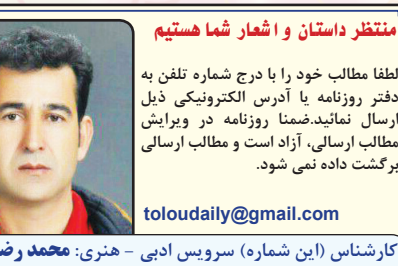 منتظر داستان و اشعار شما هستیم
لطفا مطالب خود را با درج شماره تلفن به
دفتر روزنامه یا آدرس الکترونیکی ذیل
ارسال نمائید.ضمنا روزنامه در ویرایش
مطالب ارسالی، آزاد است و مطالب ارسالی
برگشت داده نمی شود.
toloudaily@gmail.com
کارشناس (این شماره) سرویس ادبی - هنری: محمد رضا